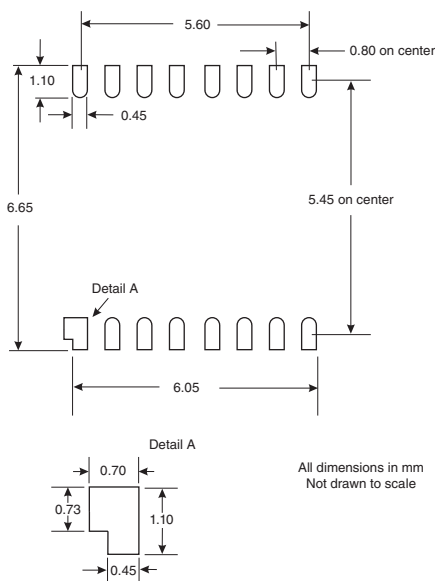 5.60
0.80 on center
1.10
0.45
6.65
5.45 on center
Detail A
6.05
Detail A
0.70
All dimensions in mm
Not drawn to scale
0.73
1.10
0.45